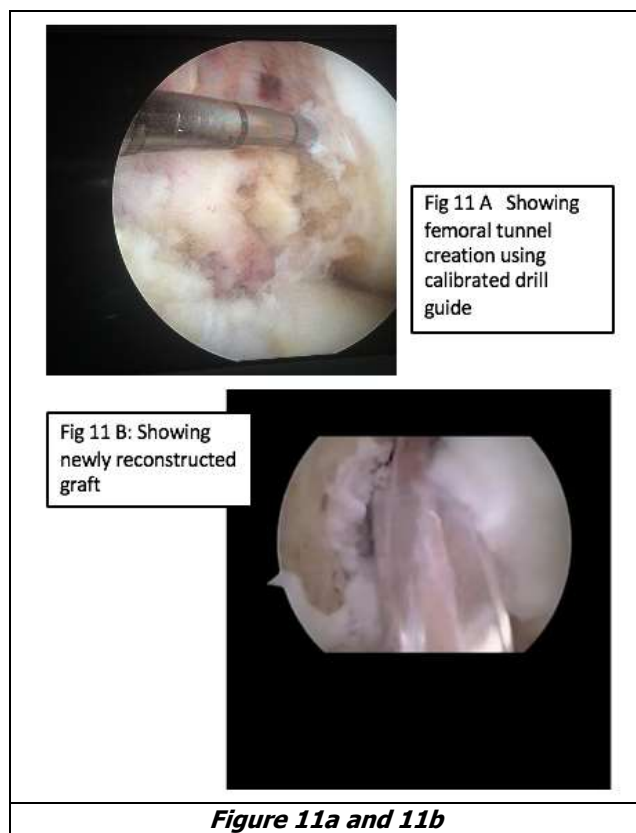 Fig 11 A Showing
femoral tunnel
creation using
calibrated drill
guide
Fig 11 B: Showing
newly reconstructed
graft
Figure 11a and 11b